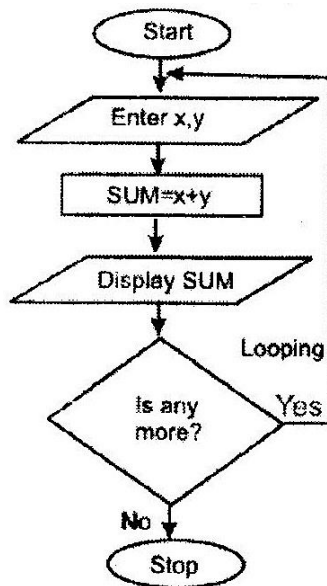 Start
Enter x,y
SUM=x+y
Display SUM
Looping
Is any
more?
Yes
No
Stop